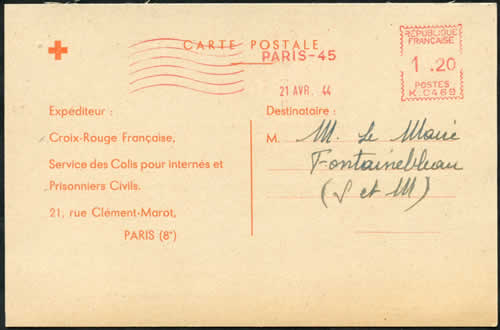 CARTE POSTALE
PARIS-45
21 AVR. 44
RÉPUBLIQUE
FRANÇAISE
1.20
POSTES
K.C468
Expéditeur :
Croix-Rouge Française,
Service des Colis pour internés et
Prisonniers Civils.
21, rue Clément-Marot,
PARIS (8e)
Destinataire :
M. M. Le Maire
Fontainebleau
(S et M)